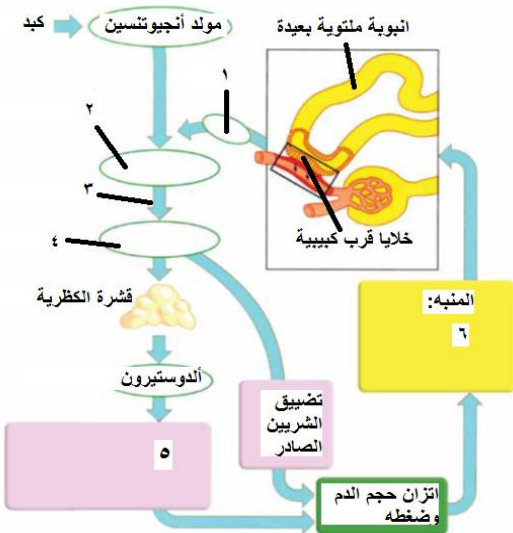 كبد
مولد أنجيوتنسين
انبوبة ملتوية بعيدة
١
٢
٣
٤
خلايا قرب كبيبية
قشرة الكظرية
ألدوستيرون
٥
تضييق
الشريين
الصادر
المنبه:
٦
اتزان حجم الدم
وضغطه